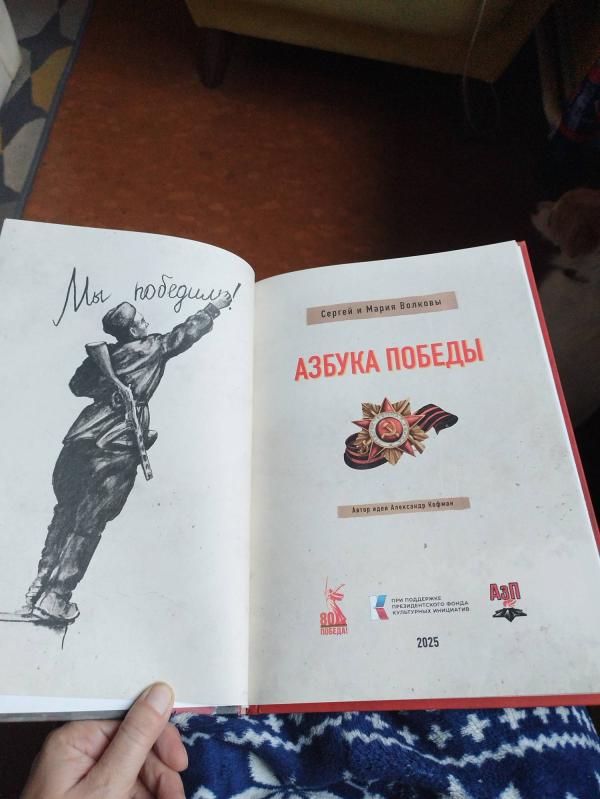 Мы победили!
Сергей и Мария Волковы
АЗБУКА ПОБЕДЫ
Автор идеи Александр Кофман
80
ПОБЕДА!
ПРИ ПОДДЕРЖКЕ
ПРЕЗИДЕНТСКОГО ФОНДА
КУЛЬТУРНЫХ ИНИЦИАТИВ
АзП
2025